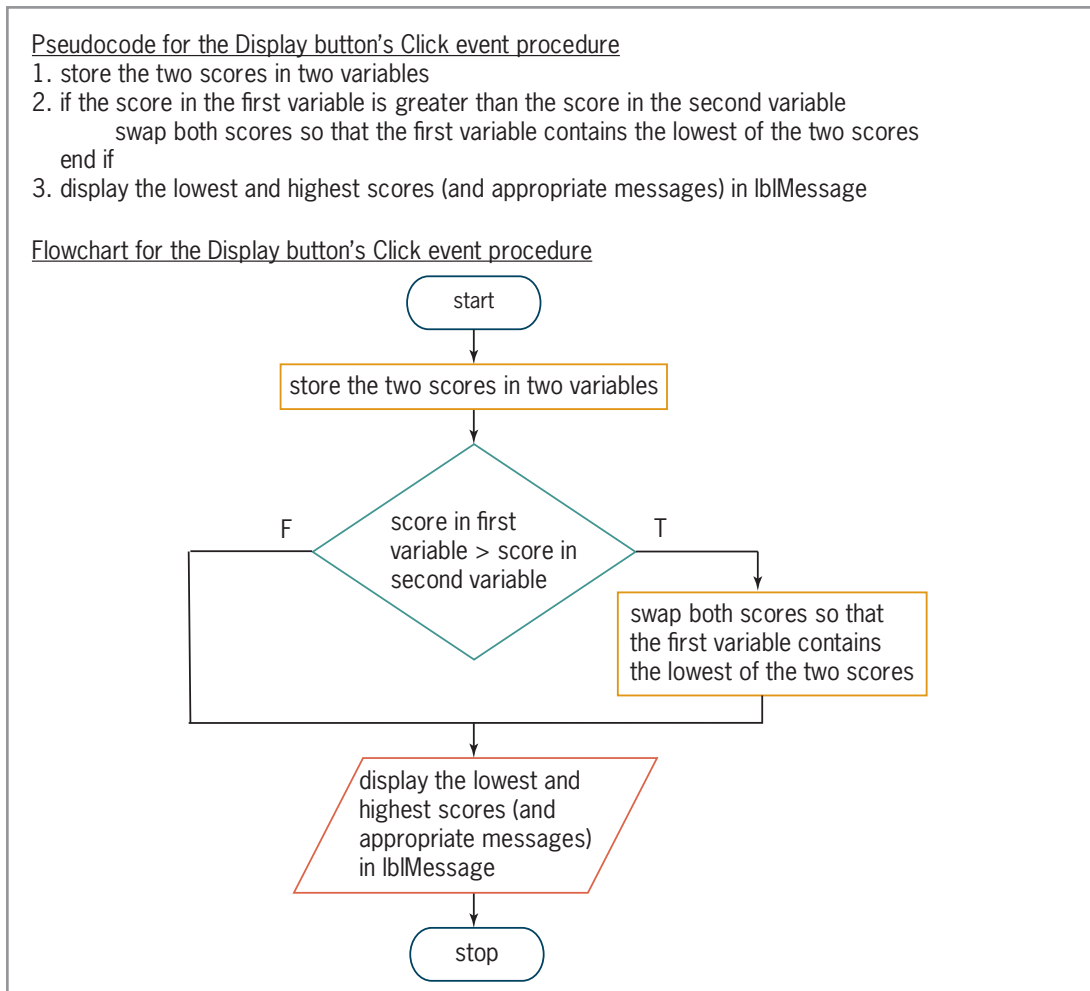 Pseudocode for the Display button's Click event procedure
1. store the two scores in two variables
2. if the score in the first variable is greater than the score in the second variable
swap both scores so that the first variable contains the lowest of the two scores
end if
3. display the lowest and highest scores (and appropriate messages) in lblMessage
Flowchart for the Display button's Click event procedure
start
store the two scores in two variables
F
score in first
variable > score in
second variable
T
swap both scores so that
the first variable contains
the lowest of the two scores
display the lowest and
highest scores (and
appropriate messages)
in lblMessage
stop